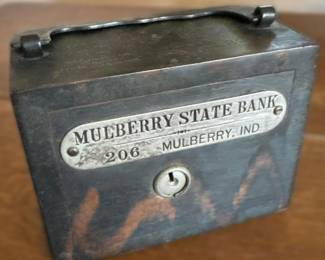 MULBERRY STATE BANK
206 MULBERRY, IND